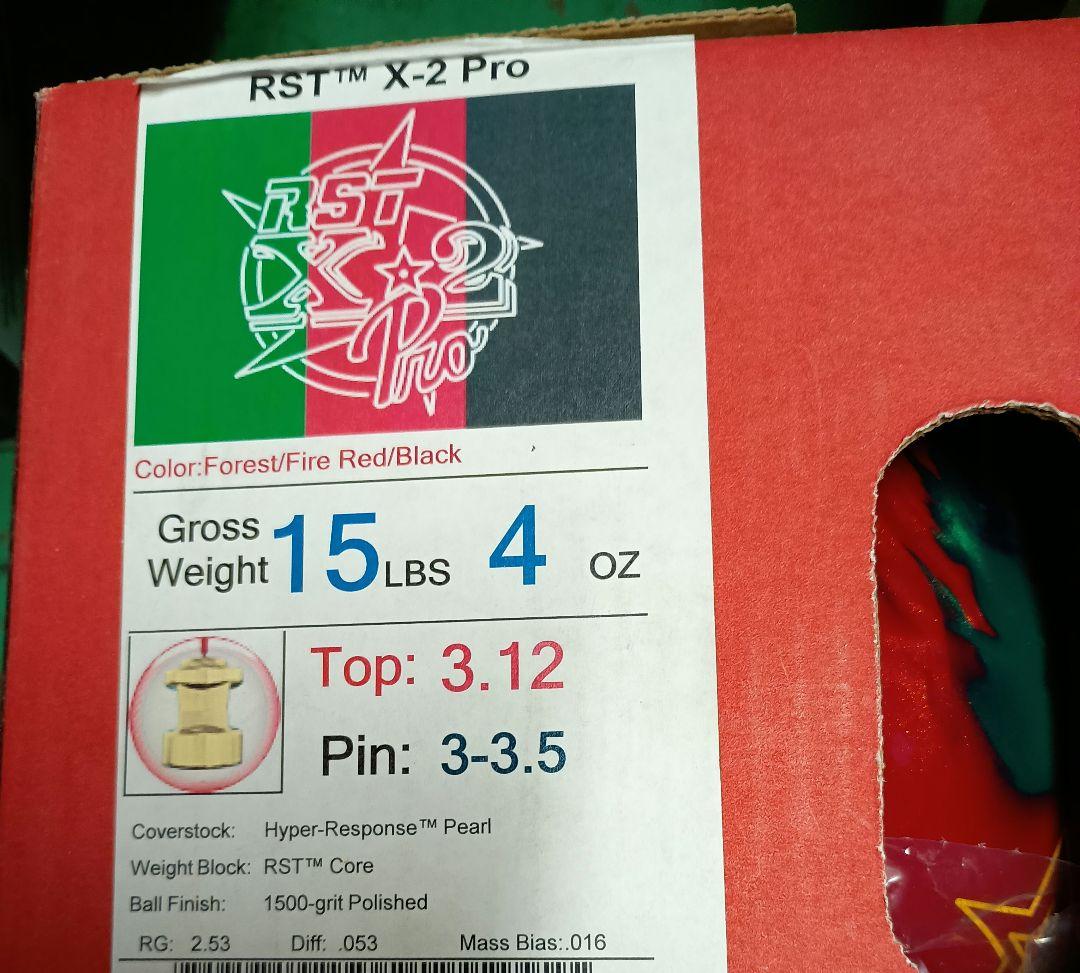 RST™ X-2 Pro
RST
X★2
Pro
Color:Forest/Fire Red/Black
Gross Weight 15 LBS 4 OZ
Top: 3.12
Pin: 3-3.5
Coverstock: Hyper-Response™ Pearl
Weight Block: RST™ Core
Ball Finish: 1500-grit Polished
RG: 2.53 Diff: .053 Mass Bias:.016